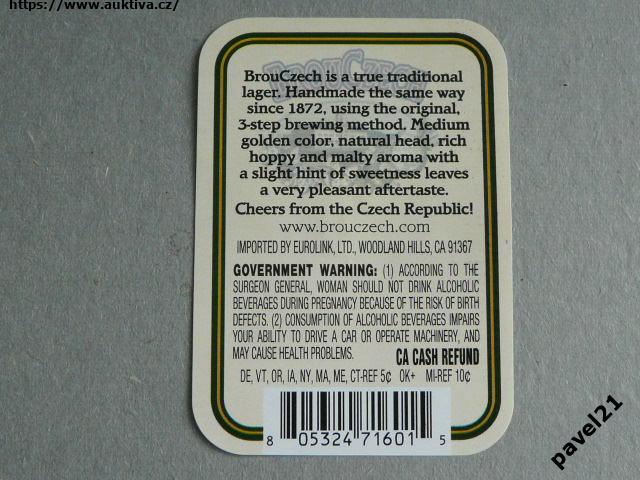 https://www.auktiva.cz/
BROUCZECH
BrouCzech is a true traditional
lager. Handmade the same way
since 1872, using the original,
3-step brewing method. Medium
golden color, natural head, rich
hoppy and malty aroma with
a slight hint of sweetness leaves
a very pleasant aftertaste.
Cheers from the Czech Republic!
www.brouczech.com
IMPORTED BY EUROLINK, LTD., WOODLAND HILLS, CA 91367
GOVERNMENT WARNING: (1) ACCORDING TO THE
SURGEON GENERAL, WOMAN SHOULD NOT DRINK ALCOHOLIC
BEVERAGES DURING PREGNANCY BECAUSE OF THE RISK OF BIRTH
DEFECTS. (2) CONSUMPTION OF ALCOHOLIC BEVERAGES IMPAIRS
YOUR ABILITY TO DRIVE A CAR OR OPERATE MACHINERY, AND
MAY CAUSE HEALTH PROBLEMS. CA CASH REFUND
DE, VT, OR, IA, NY, MA, ME, CT-REF 5¢ OK+ MI-REF 10¢
8 05324 71601 5
pavel21